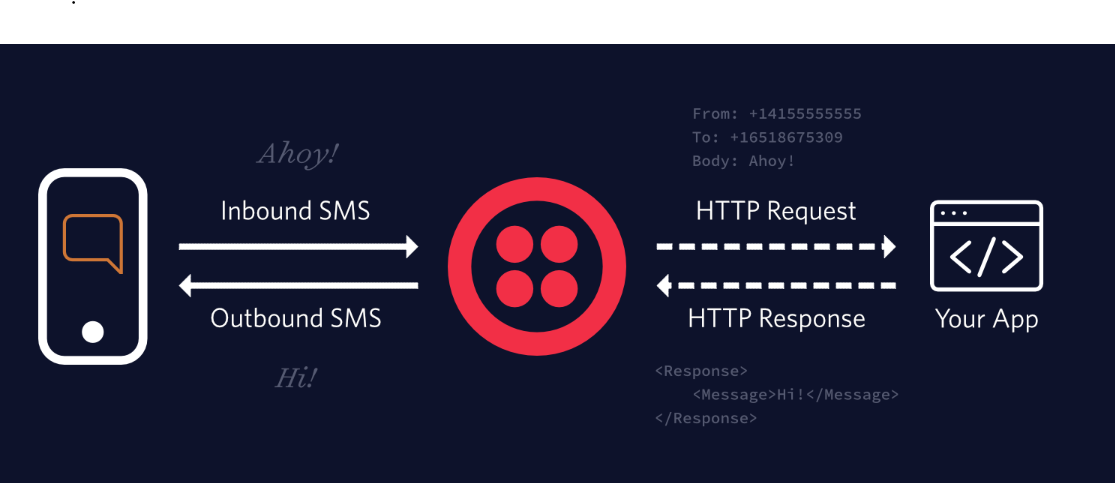 Ahoy!
Inbound SMS
Outbound SMS
Hi!
From: +14155555555
To: +16518675309
Body: Ahoy!
HTTP Request
HTTP Response
<Response>
<Message>Hi!</Message>
</Response>
</>
Your App